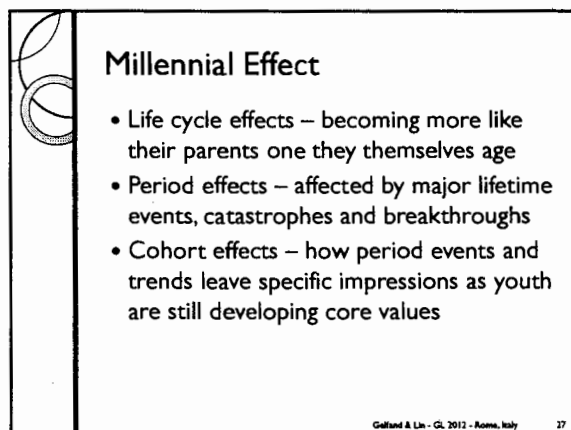 Millennial Effect
• Life cycle effects – becoming more like
their parents one they themselves age
• Period effects – affected by major lifetime
events, catastrophes and breakthroughs
• Cohort effects – how period events and
trends leave specific impressions as youth
are still developing core values
Gelfand & Lin - GL 2012 - Rome, Italy 27